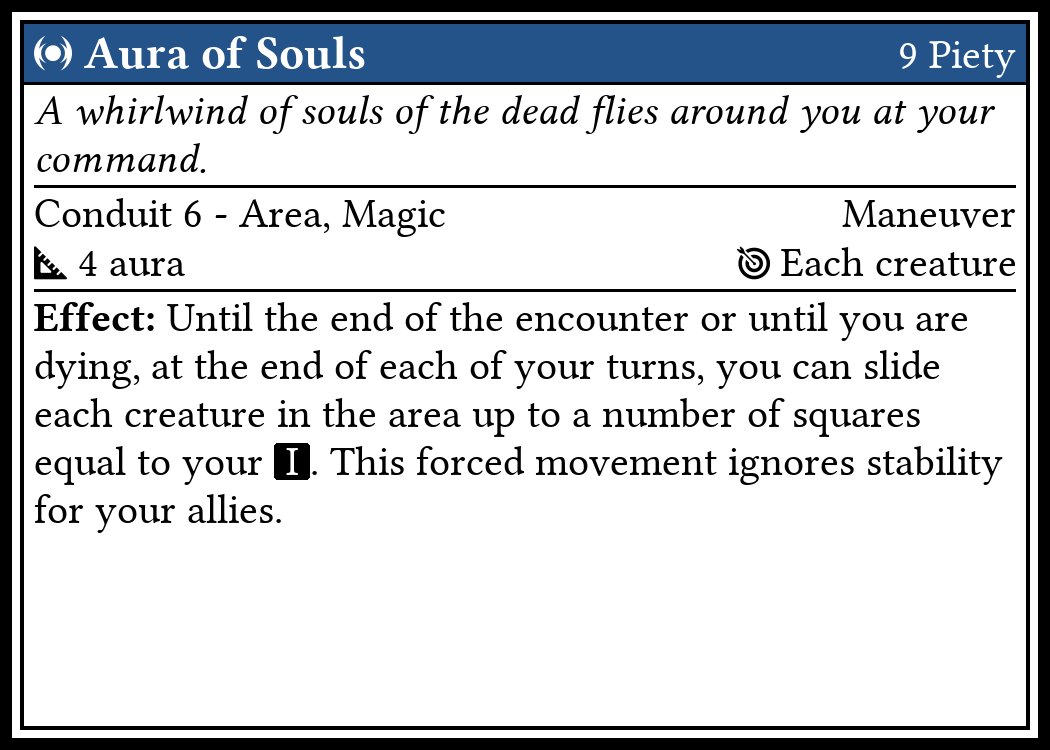 Aura of Souls 9 Piety
A whirlwind of souls of the dead flies around you at your
command.
Conduit 6 - Area, Magic Maneuver
4 aura Each creature
Effect: Until the end of the encounter or until you are
dying, at the end of each of your turns, you can slide
each creature in the area up to a number of squares
equal to your I. This forced movement ignores stability
for your allies.